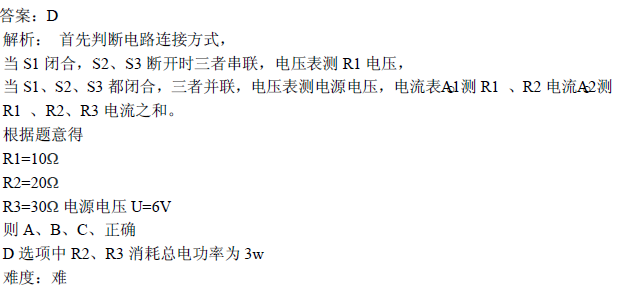 答案：D
解析： 首先判断电路连接方式，
当 S1 闭合，S2、S3 断开时三者串联，电压表测 R1 电压，
当 S1、S2、S3 都闭合，三者并联，电压表测电源电压，电流表A1测 R1 、R2 电流A2测
R1 、R2、R3 电流之和。
根据题意得
R1=10Ω
R2=20Ω
R3=30Ω 电源电压 U=6V
则 A、B、C、正确
D 选项中 R2、R3 消耗总电功率为 3w
难度：难